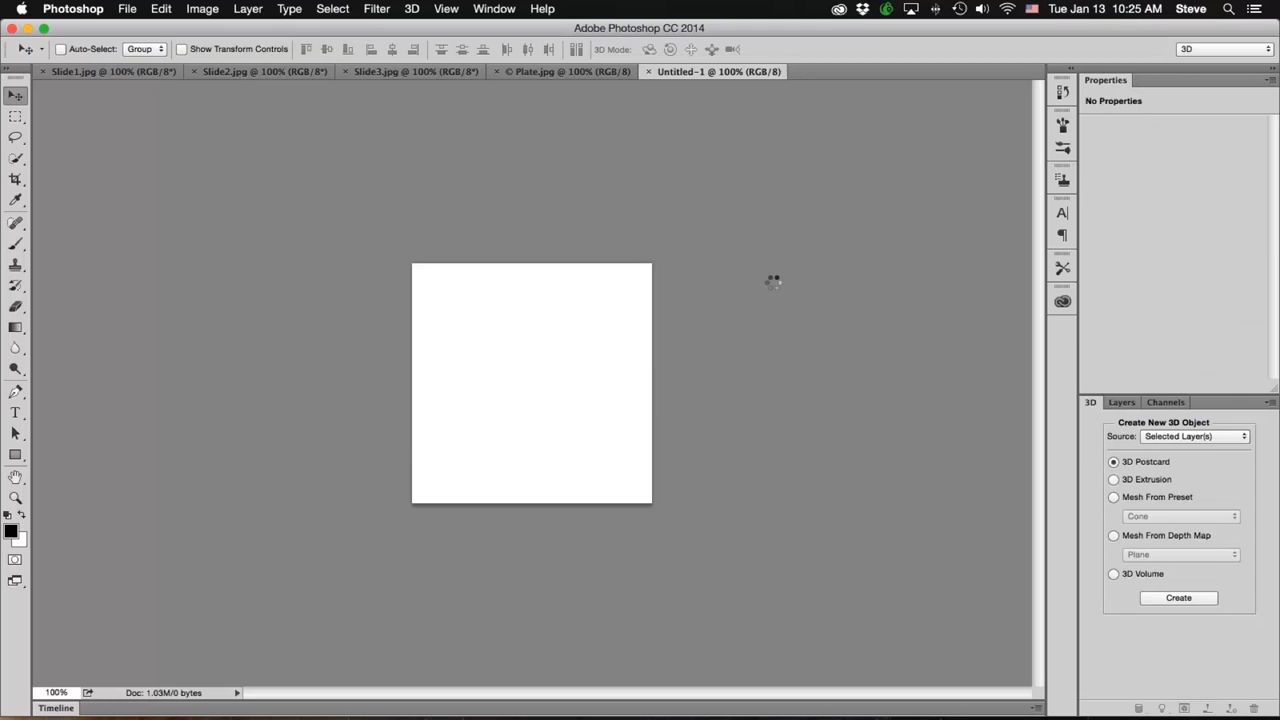 Photoshop File Edit Image Layer Type Select Filter 3D View Window Help Tue Jan 13 10:25 AM Steve
Adobe Photoshop CC 2014
Auto-Select: Group Show Transform Controls 3D Mode: 3D
Slide1.jpg @ 100% (RGB/8*) Slide2.jpg @ 100% (RGB/8*) Slide3.jpg @ 100% (RGB/8*) © Plate.jpg @ 100% (RGB/8) Untitled-1 @ 100% (RGB/8)
Properties
No Properties
3D Layers Channels
Create New 3D Object
Source: Selected Layer(s)
3D Postcard
3D Extrusion
Mesh From Preset
Cone
Mesh From Depth Map
Plane
3D Volume
Create
100% Doc: 1.03M/0 bytes
Timeline